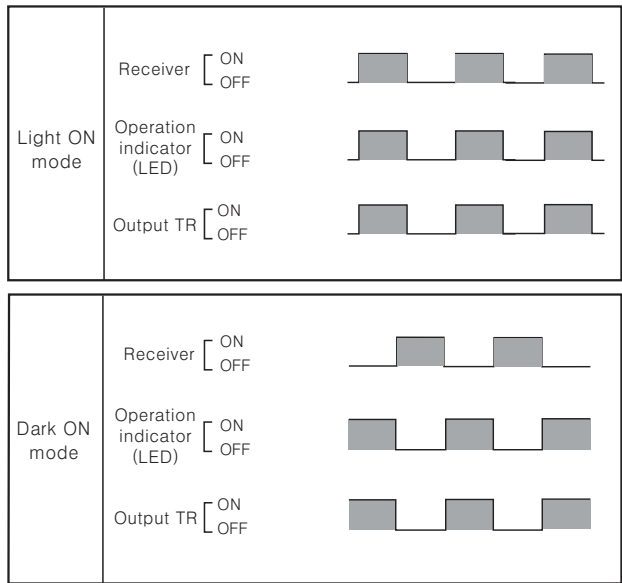 Light ON
mode
Receiver
ON
OFF
Operation
indicator
(LED)
ON
OFF
Output TR
ON
OFF
Dark ON
mode
Receiver
ON
OFF
Operation
indicator
(LED)
ON
OFF
Output TR
ON
OFF